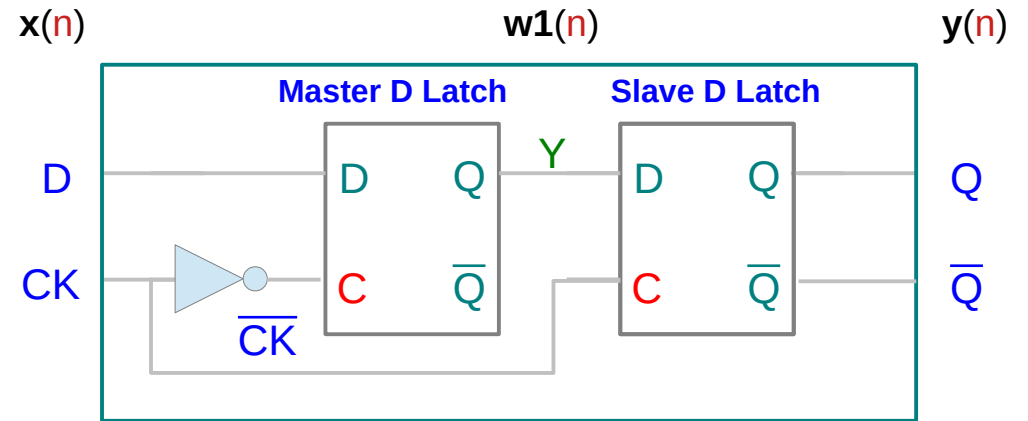 x(n) w1(n) y(n)
Master D Latch Slave D Latch
Y
D D Q D Q Q
CK C Q̅ C Q̅ Q̅
C̅K̅